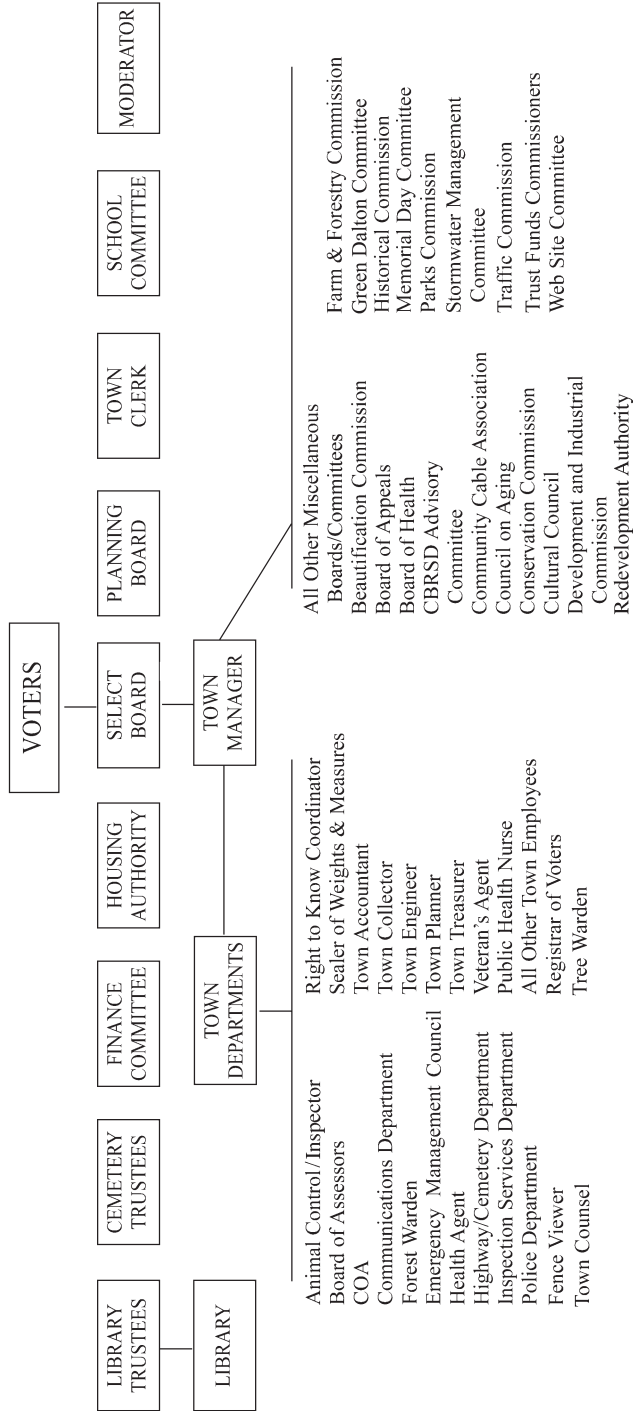 VOTERS
LIBRARY
TRUSTEES
CEMETERY
TRUSTEES
FINANCE
COMMITTEE
HOUSING
AUTHORITY
SELECT
BOARD
PLANNING
BOARD
TOWN
CLERK
SCHOOL
COMMITTEE
MODERATOR
LIBRARY
TOWN
DEPARTMENTS
TOWN
MANAGER
Animal Control/Inspector
Board of Assessors
COA
Communications Department
Forest Warden
Emergency Management Council
Health Agent
Highway/Cemetery Department
Inspection Services Department
Police Department
Fence Viewer
Town Counsel
Right to Know Coordinator
Sealer of Weights & Measures
Town Accountant
Town Collector
Town Engineer
Town Planner
Town Treasurer
Veteran's Agent
Public Health Nurse
All Other Town Employees
Registrar of Voters
Tree Warden
All Other Miscellaneous
Boards/Committees
Beautification Commission
Board of Appeals
Board of Health
CBRSD Advisory
Committee
Community Cable Association
Council on Aging
Conservation Commission
Cultural Council
Development and Industrial
Commission
Redevelopment Authority
Farm & Forestry Commission
Green Dalton Committee
Historical Commission
Memorial Day Committee
Parks Commission
Stormwater Management
Committee
Traffic Commission
Trust Funds Commissioners
Web Site Committee